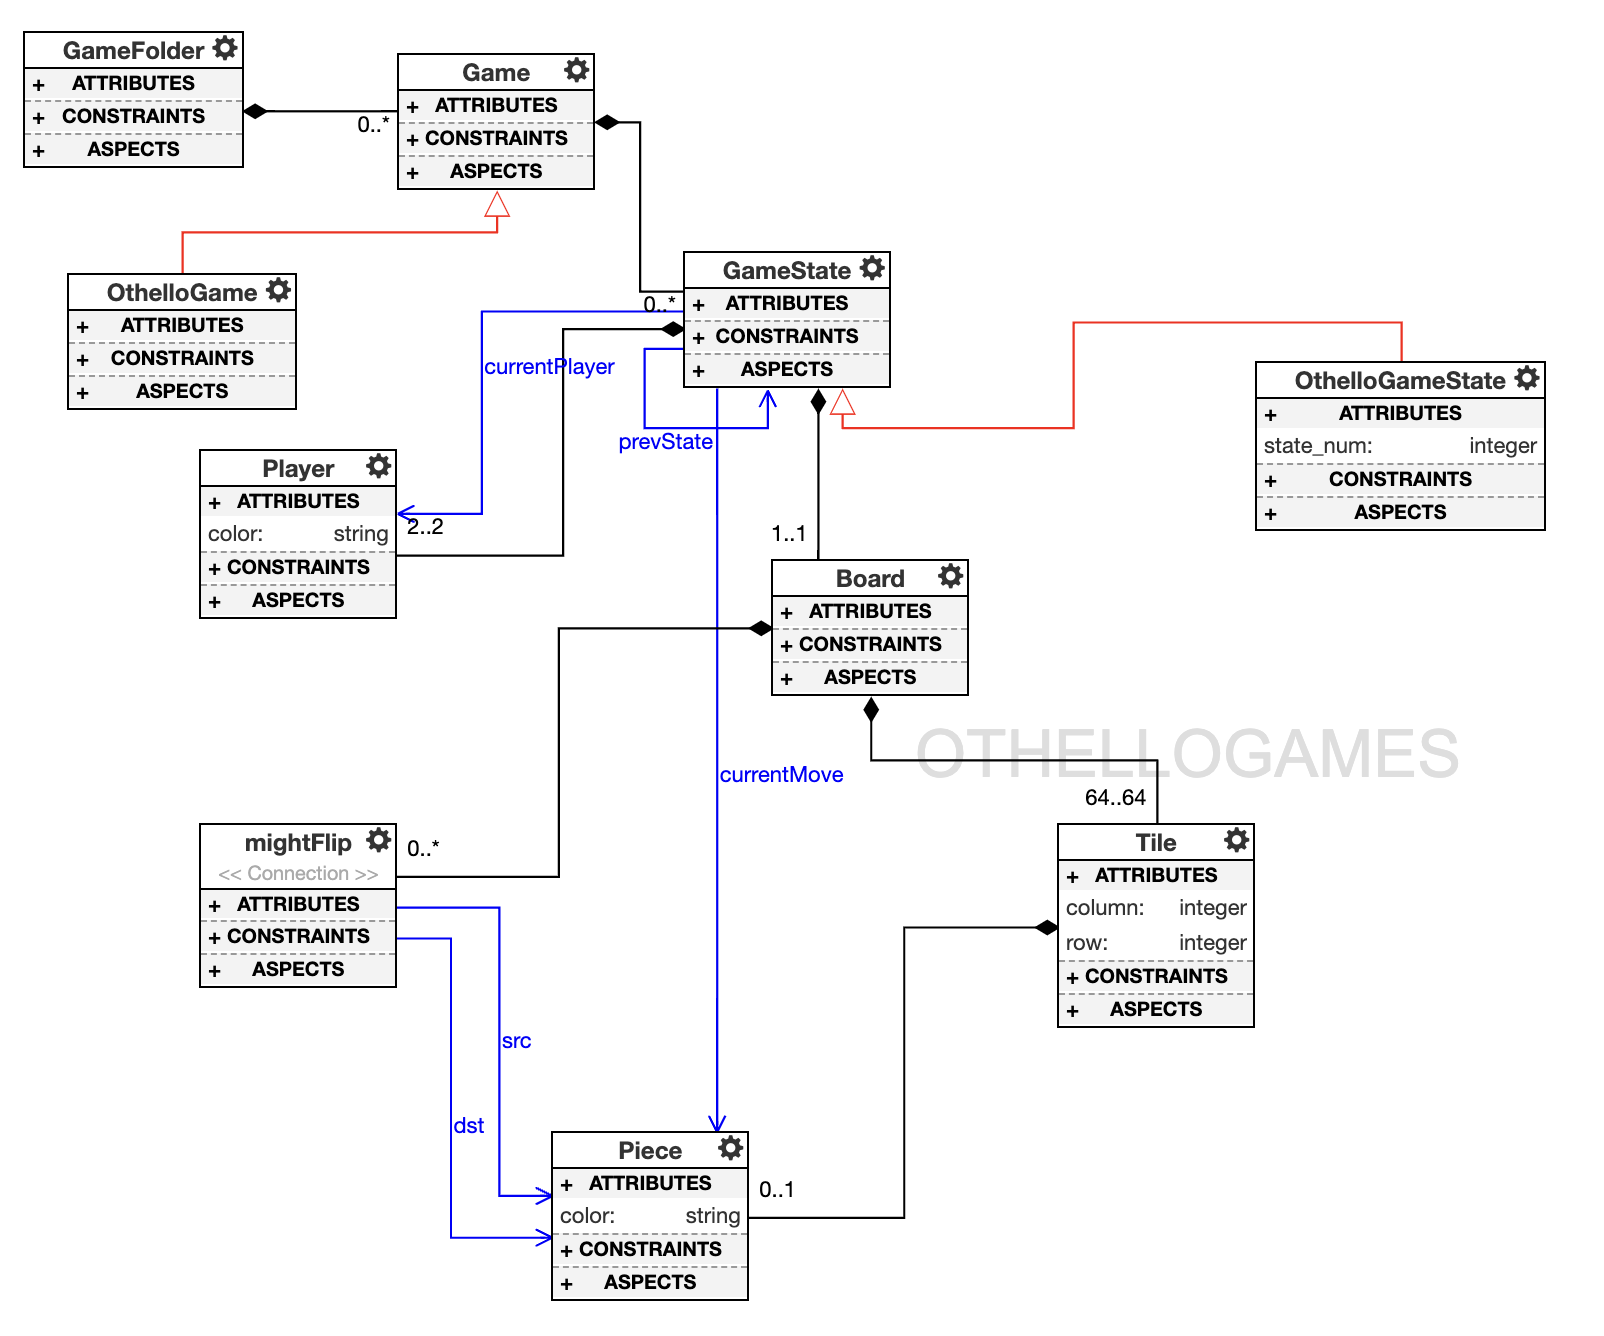 GameFolder
+ ATTRIBUTES
+ CONSTRAINTS
+ ASPECTS
0..*
Game
+ ATTRIBUTES
+ CONSTRAINTS
+ ASPECTS
OthelloGame
+ ATTRIBUTES
+ CONSTRAINTS
+ ASPECTS
GameState
+ ATTRIBUTES
+ CONSTRAINTS
+ ASPECTS
0..*
currentPlayer
prevState
OthelloGameState
+ ATTRIBUTES
state_num: integer
+ CONSTRAINTS
+ ASPECTS
Player
+ ATTRIBUTES
color: string
+ CONSTRAINTS
+ ASPECTS
2..2
1..1
Board
+ ATTRIBUTES
+ CONSTRAINTS
+ ASPECTS
OTHELLOGAMES
currentMove
64..64
mightFlip
<< Connection >>
+ ATTRIBUTES
+ CONSTRAINTS
+ ASPECTS
0..*
Tile
+ ATTRIBUTES
column: integer
row: integer
+ CONSTRAINTS
+ ASPECTS
src
dst
Piece
+ ATTRIBUTES
color: string
+ CONSTRAINTS
+ ASPECTS
0..1